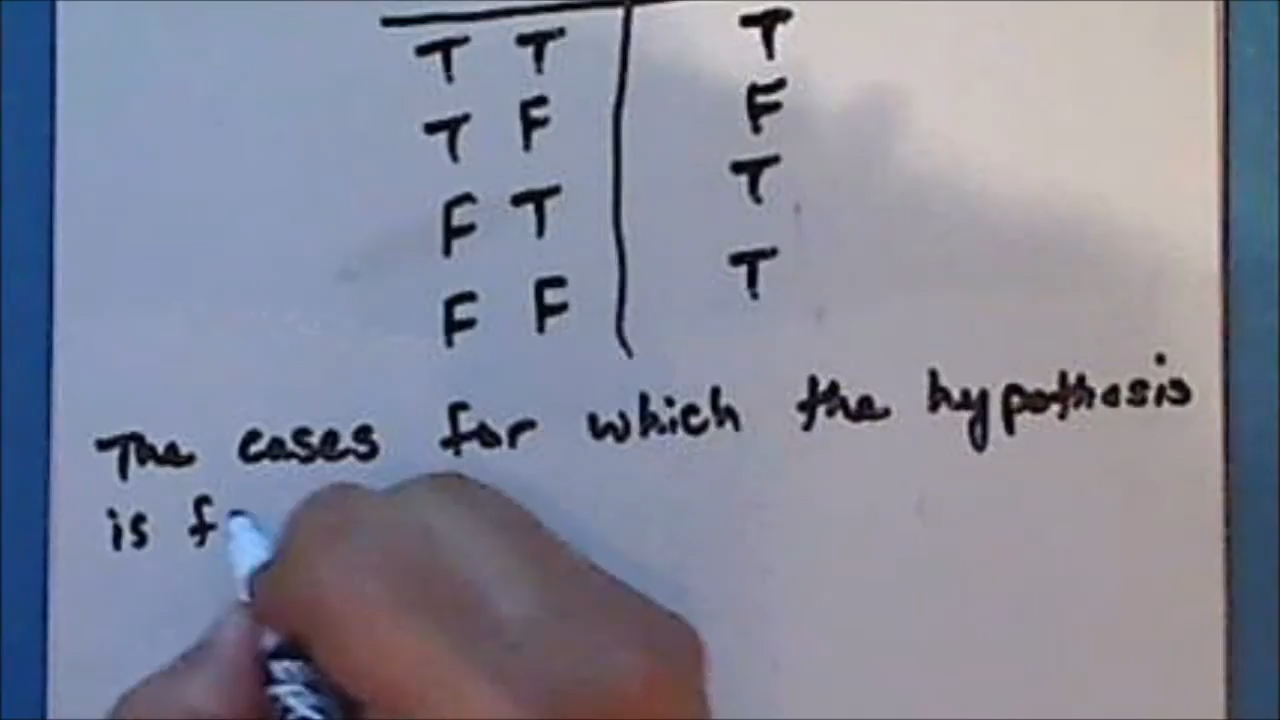 T T T
T F F
F T T
F F T
The cases for which the hypothesis
is f